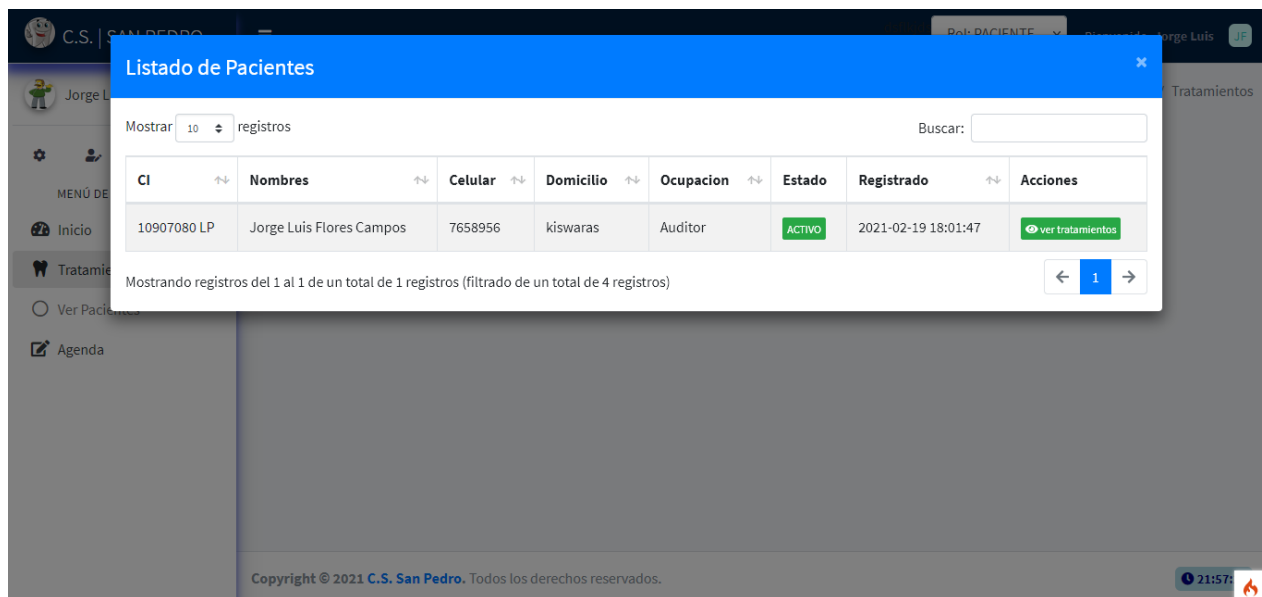 C.S. | SAN PEDRO
Rol: PACIENTE
Bienvenido, Jorge Luis JF
Listado de Pacientes ×
Jorge L
Tratamientos
Mostrar 10 registros Buscar:
MENÚ DE
Inicio
Tratamie
Ver Pacientes
Agenda
CI Nombres Celular Domicilio Ocupacion Estado Registrado Acciones
10907080 LP Jorge Luis Flores Campos 7658956 kiswaras Auditor ACTIVO 2021-02-19 18:01:47 ver tratamientos
Mostrando registros del 1 al 1 de un total de 1 registros (filtrado de un total de 4 registros) ← 1 →
Copyright © 2021 C.S. San Pedro. Todos los derechos reservados.
21:57: